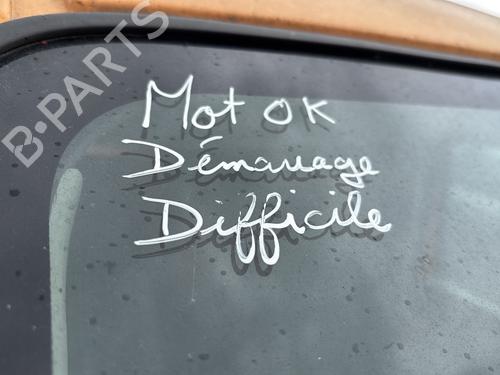 B-PARTS
Mot OK
Démarrage
Difficile